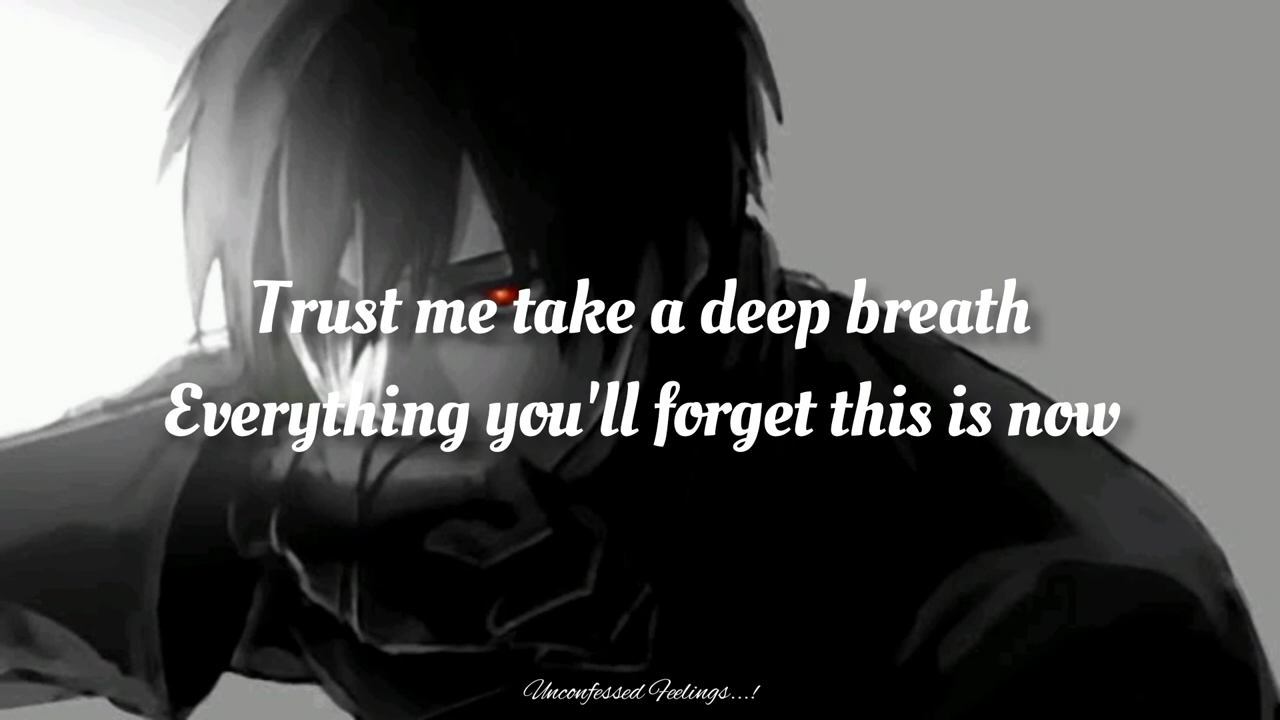 Trust me take a deep breath
Everything you'll forget this is now
Unconfessed Feelings...!